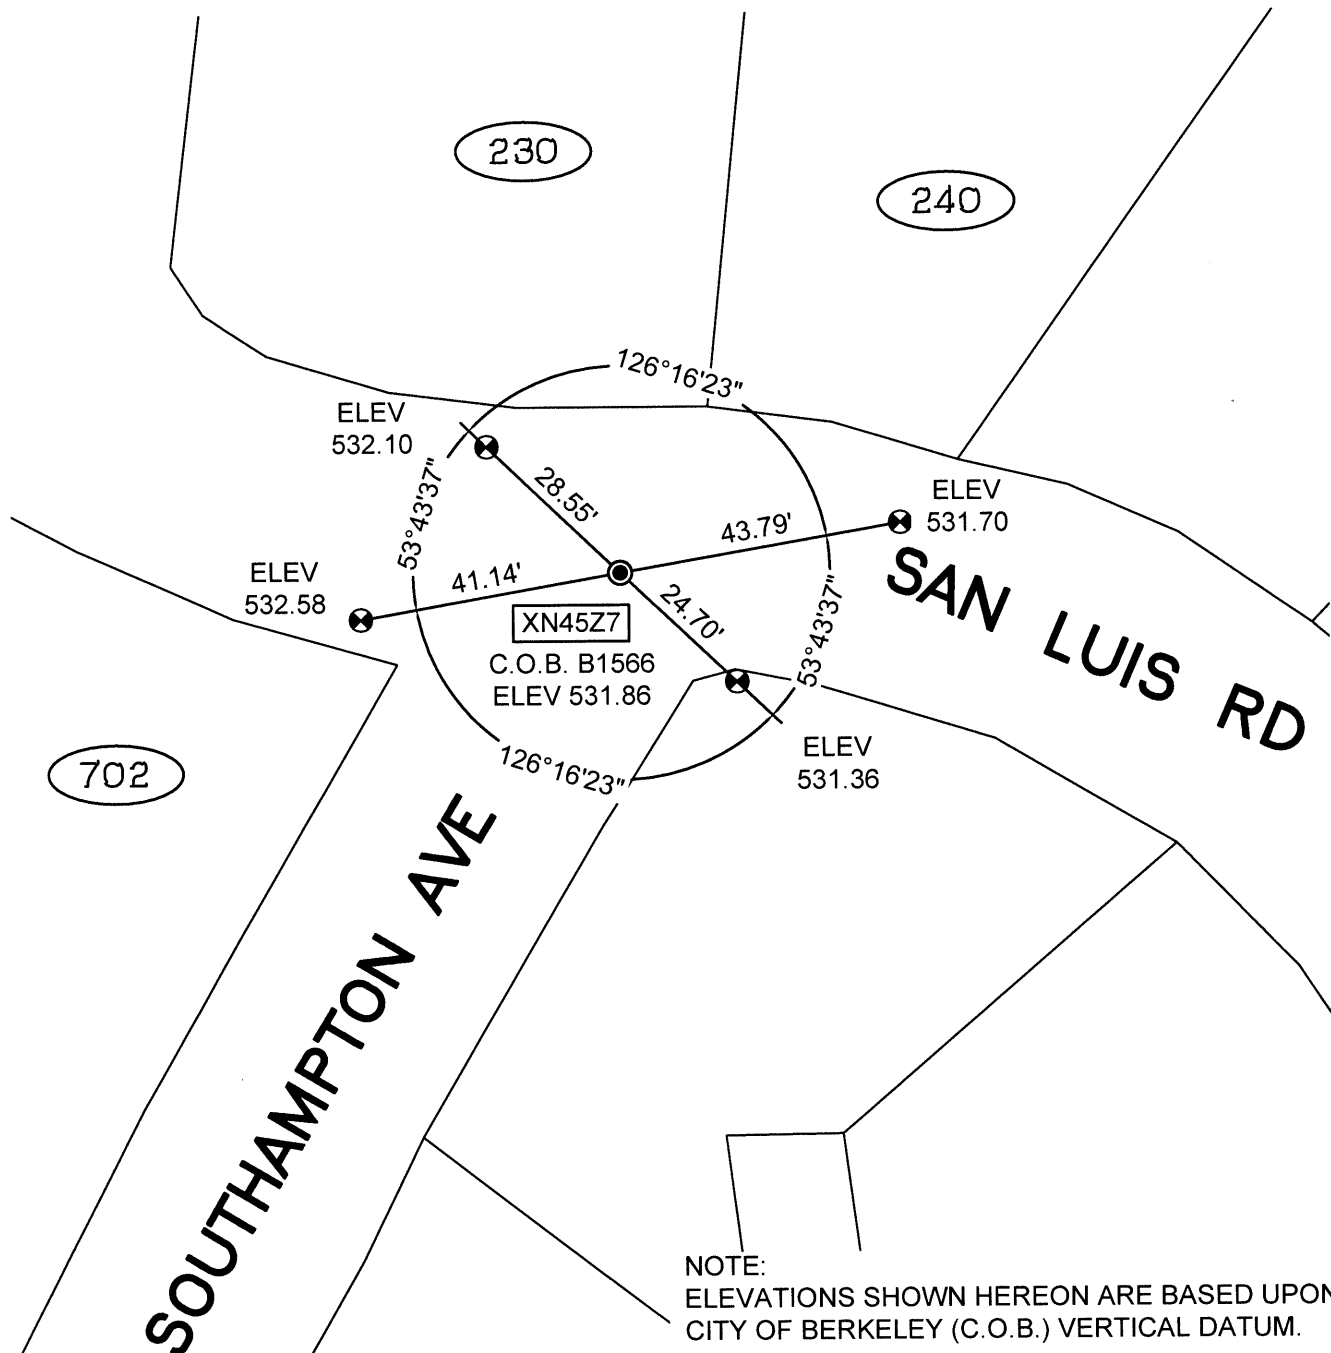 230
240
126°16'23"
ELEV
532.10
28.55'
53°43'37"
ELEV
531.70
43.79'
SAN LUIS RD
ELEV
532.58
41.14'
24.70'
53°43'37"
XN45Z7
C.O.B. B1566
ELEV 531.86
ELEV
531.36
126°16'23"
702
SOUTHAMPTON AVE
NOTE:
ELEVATIONS SHOWN HEREON ARE BASED UPON
CITY OF BERKELEY (C.O.B.) VERTICAL DATUM.